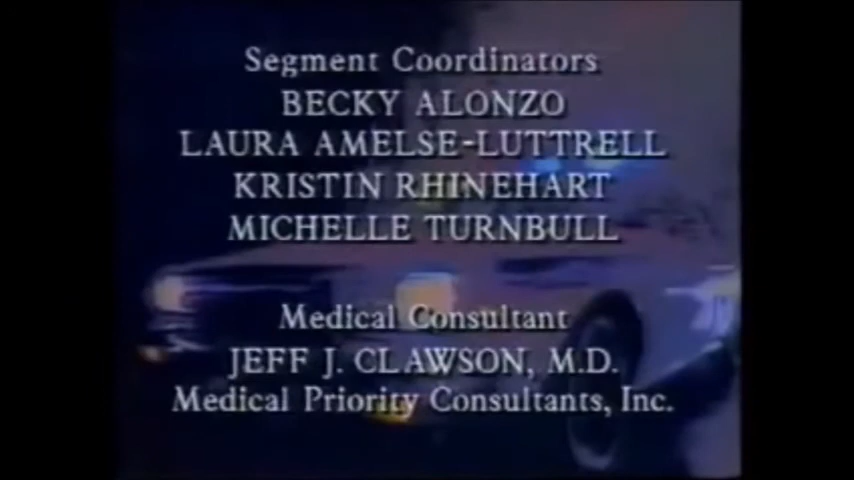 Segment Coordinators
BECKY ALONZO
LAURA AMELSE-LUTTRELL
KRISTIN RHINEHART
MICHELLE TURNBULL
Medical Consultant
JEFF J. CLAWSON, M.D.
Medical Priority Consultants, Inc.